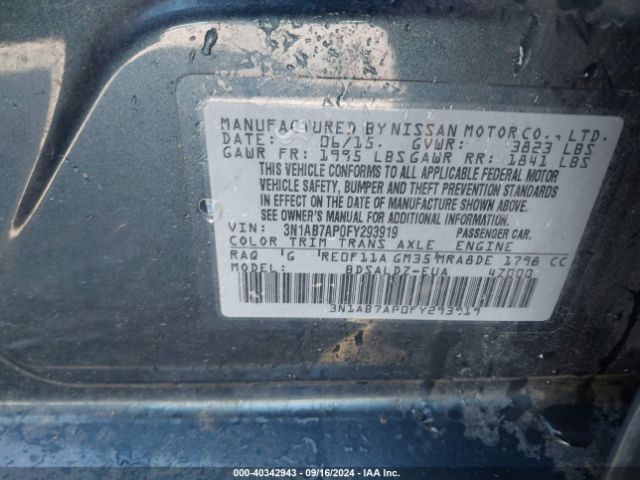 MANUFACTURED BY NISSAN MOTOR CO., LTD.
DATE: 06/15. GVWR: 3823 LBS
GAWR FR: 1995 LBS GAWR RR: 1841 LBS
THIS VEHICLE CONFORMS TO ALL APPLICABLE FEDERAL MOTOR
VEHICLE SAFETY, BUMPER AND THEFT PREVENTION STANDARDS
IN EFFECT ON THE DATE OF MANUFACTURE SHOWN ABOVE.
SEE OWNER'S MANUAL FOR ADDITIONAL INFORMATION
VIN: 3N1AB7AP0FY293919 PASSENGER CAR.
COLOR TRIM TRANS AXLE ENGINE
RAQ G RE0F11A GM35 MRA8DE 1798 CC
MODEL: BDSALDZ-EUA 4Z000
3N1AB7AP0FY293919
000-40342943 - 09/16/2024 - IAA Inc.